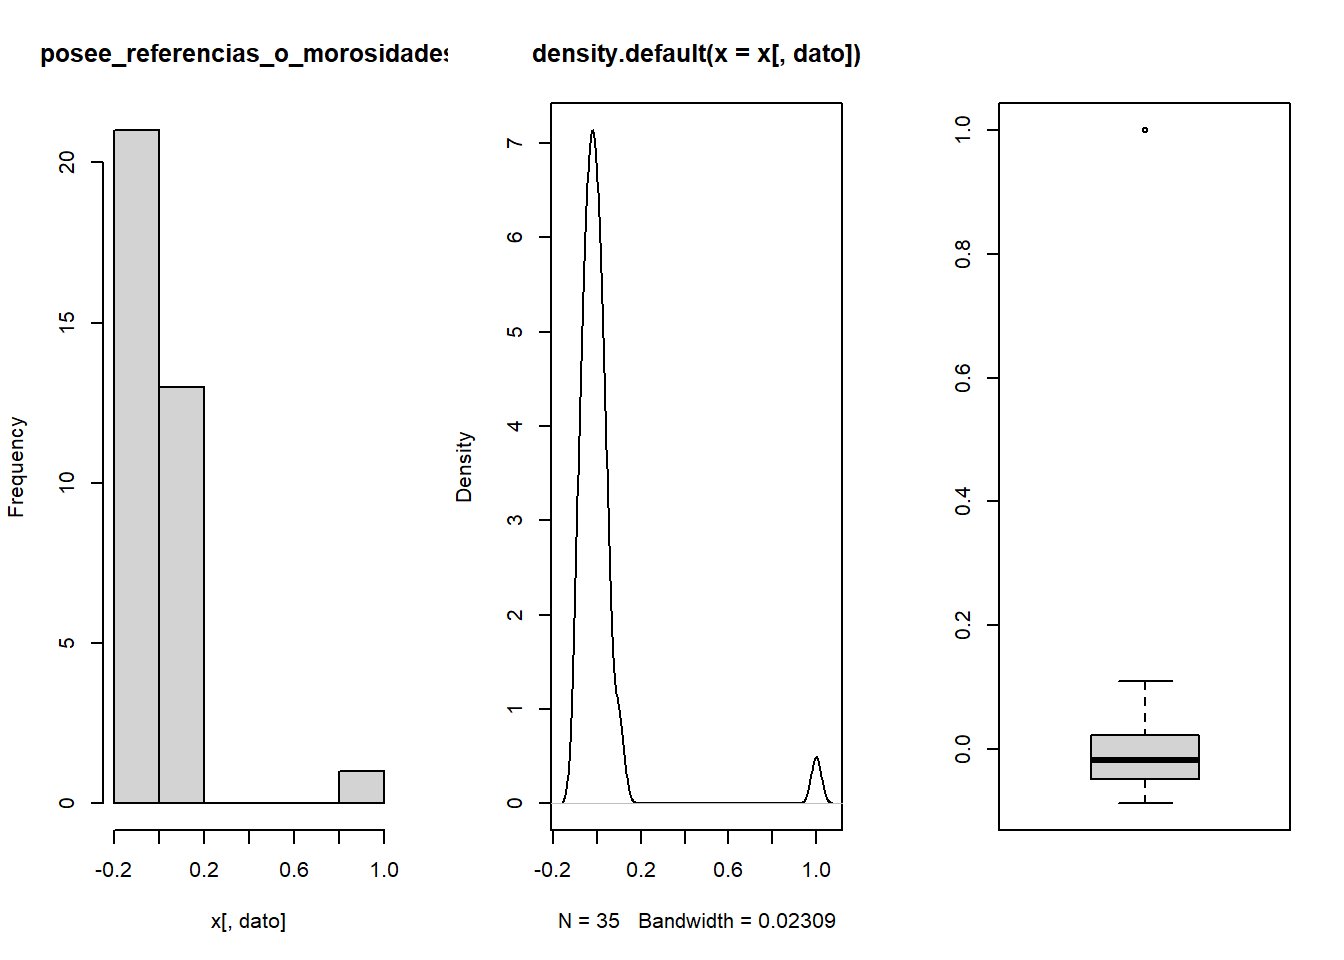 posee_referencias_o_morosidades
Frequency
20
15
10
5
0
-0.2 0.2 0.6 1.0
x[, dato]
density.default(x = x[, dato])
Density
7
6
5
4
3
2
1
0
-0.2 0.2 0.6 1.0
N = 35 Bandwidth = 0.02309
1.0
0.8
0.6
0.4
0.2
0.0